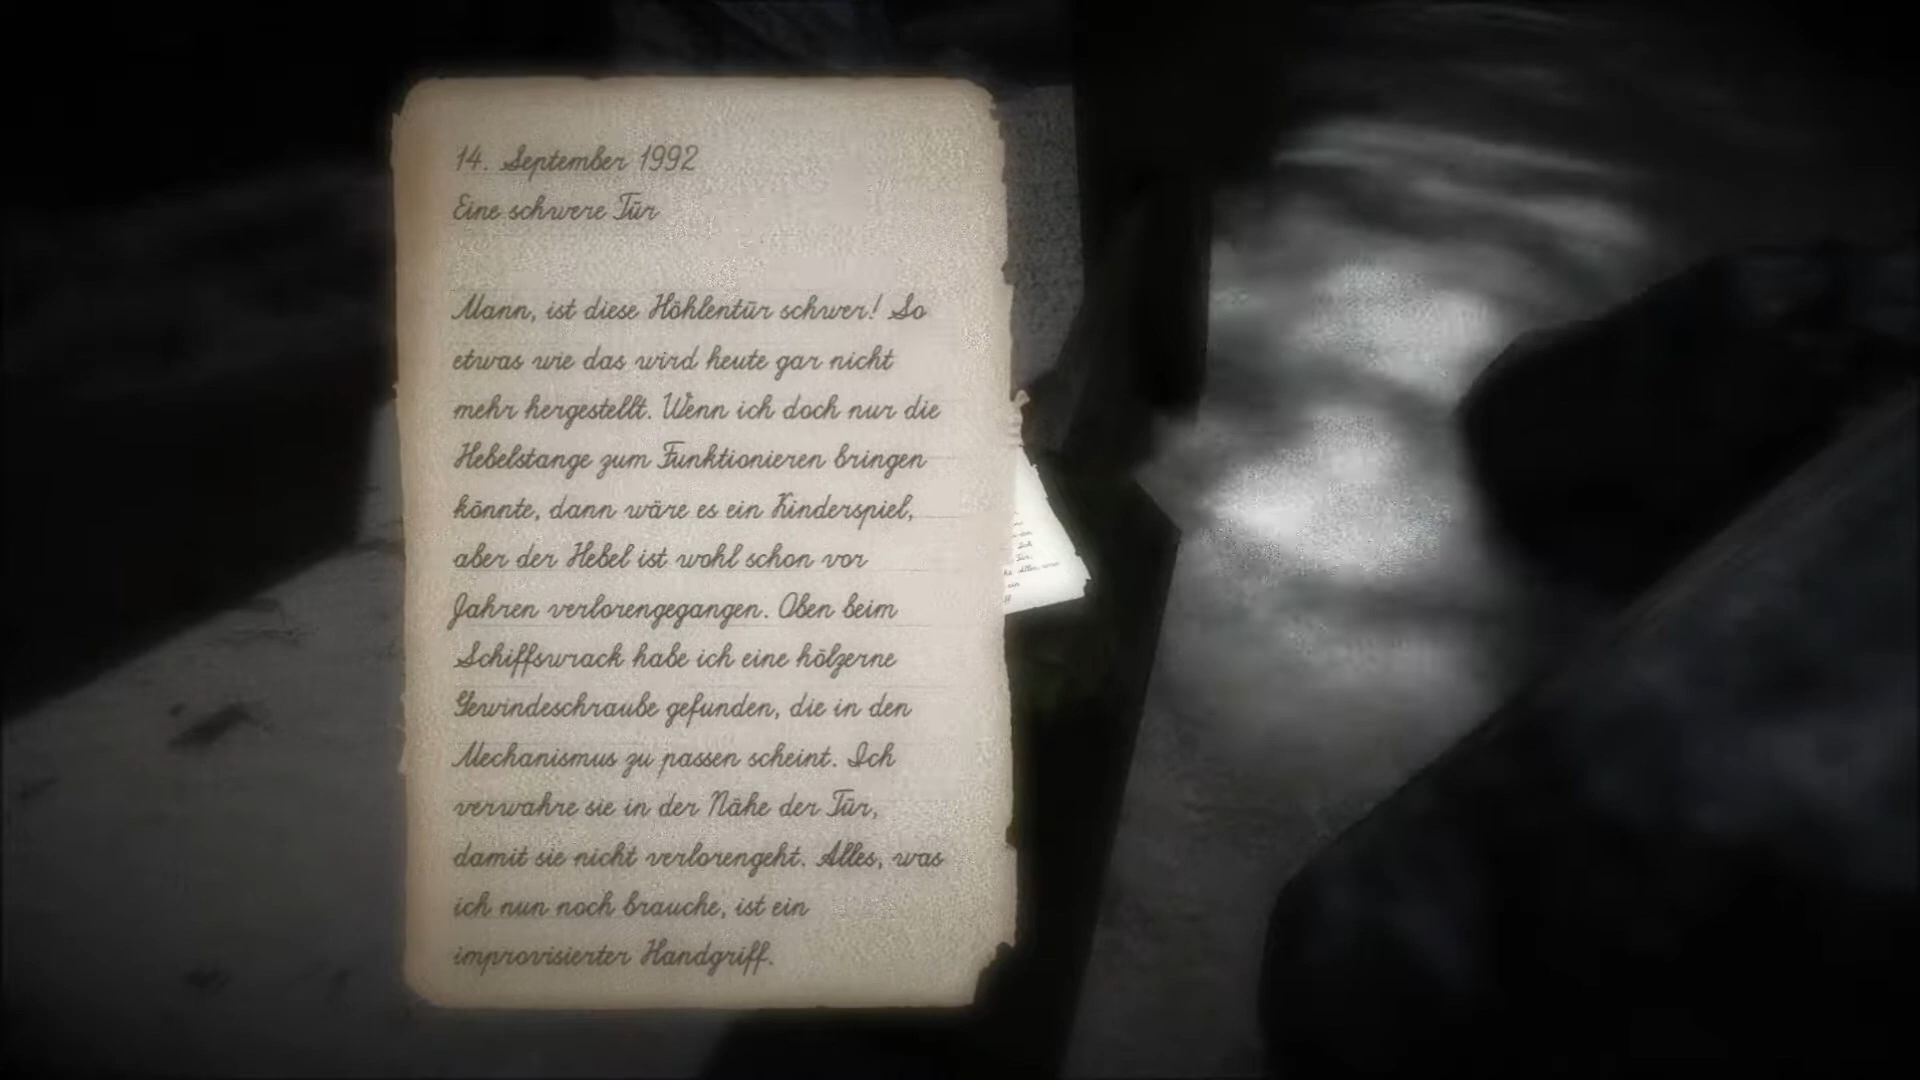 14. September 1992
Eine schwere Tür
Mann, ist diese Höhlentür schwer! So
etwas wie das wird heute gar nicht
mehr hergestellt. Wenn ich doch nur die
Hebelstange zum Funktionieren bringen
könnte, dann wäre es ein Kinderspiel,
aber der Hebel ist wohl schon vor
Jahren verlorengegangen. Oben beim
Schiffswrack habe ich eine hölzerne
Gewindeschraube gefunden, die in den
Mechanismus zu passen scheint. Ich
verwahre sie in der Nähe der Tür,
damit sie nicht verlorengeht. Alles, was
ich nun noch brauche, ist ein
improvisierter Handgriff.